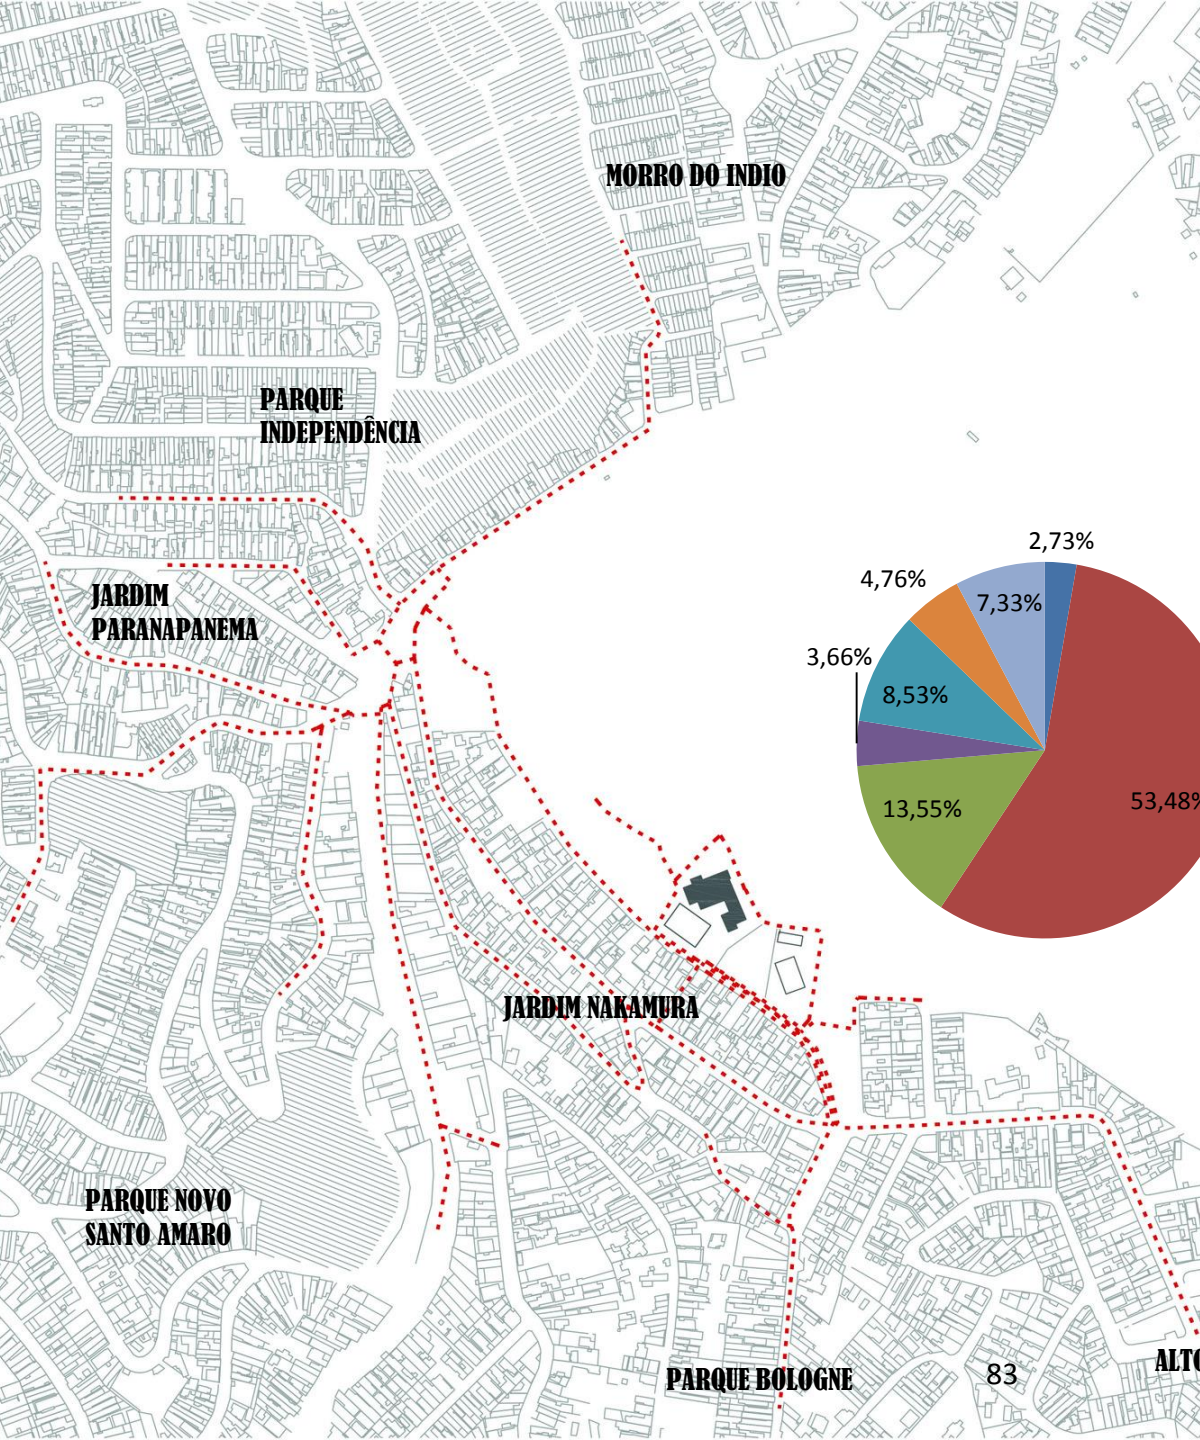 MORRO DO INDIO
PARQUE
INDEPENDÊNCIA
2,73%
4,76%
7,33%
JARDIM
PARANAPANEMA
3,66%
8,53%
53,48%
13,55%
JARDIM NAKAMURA
PARQUE NOVO
SANTO AMARO
ALTO
PARQUE BOLOGNE
83